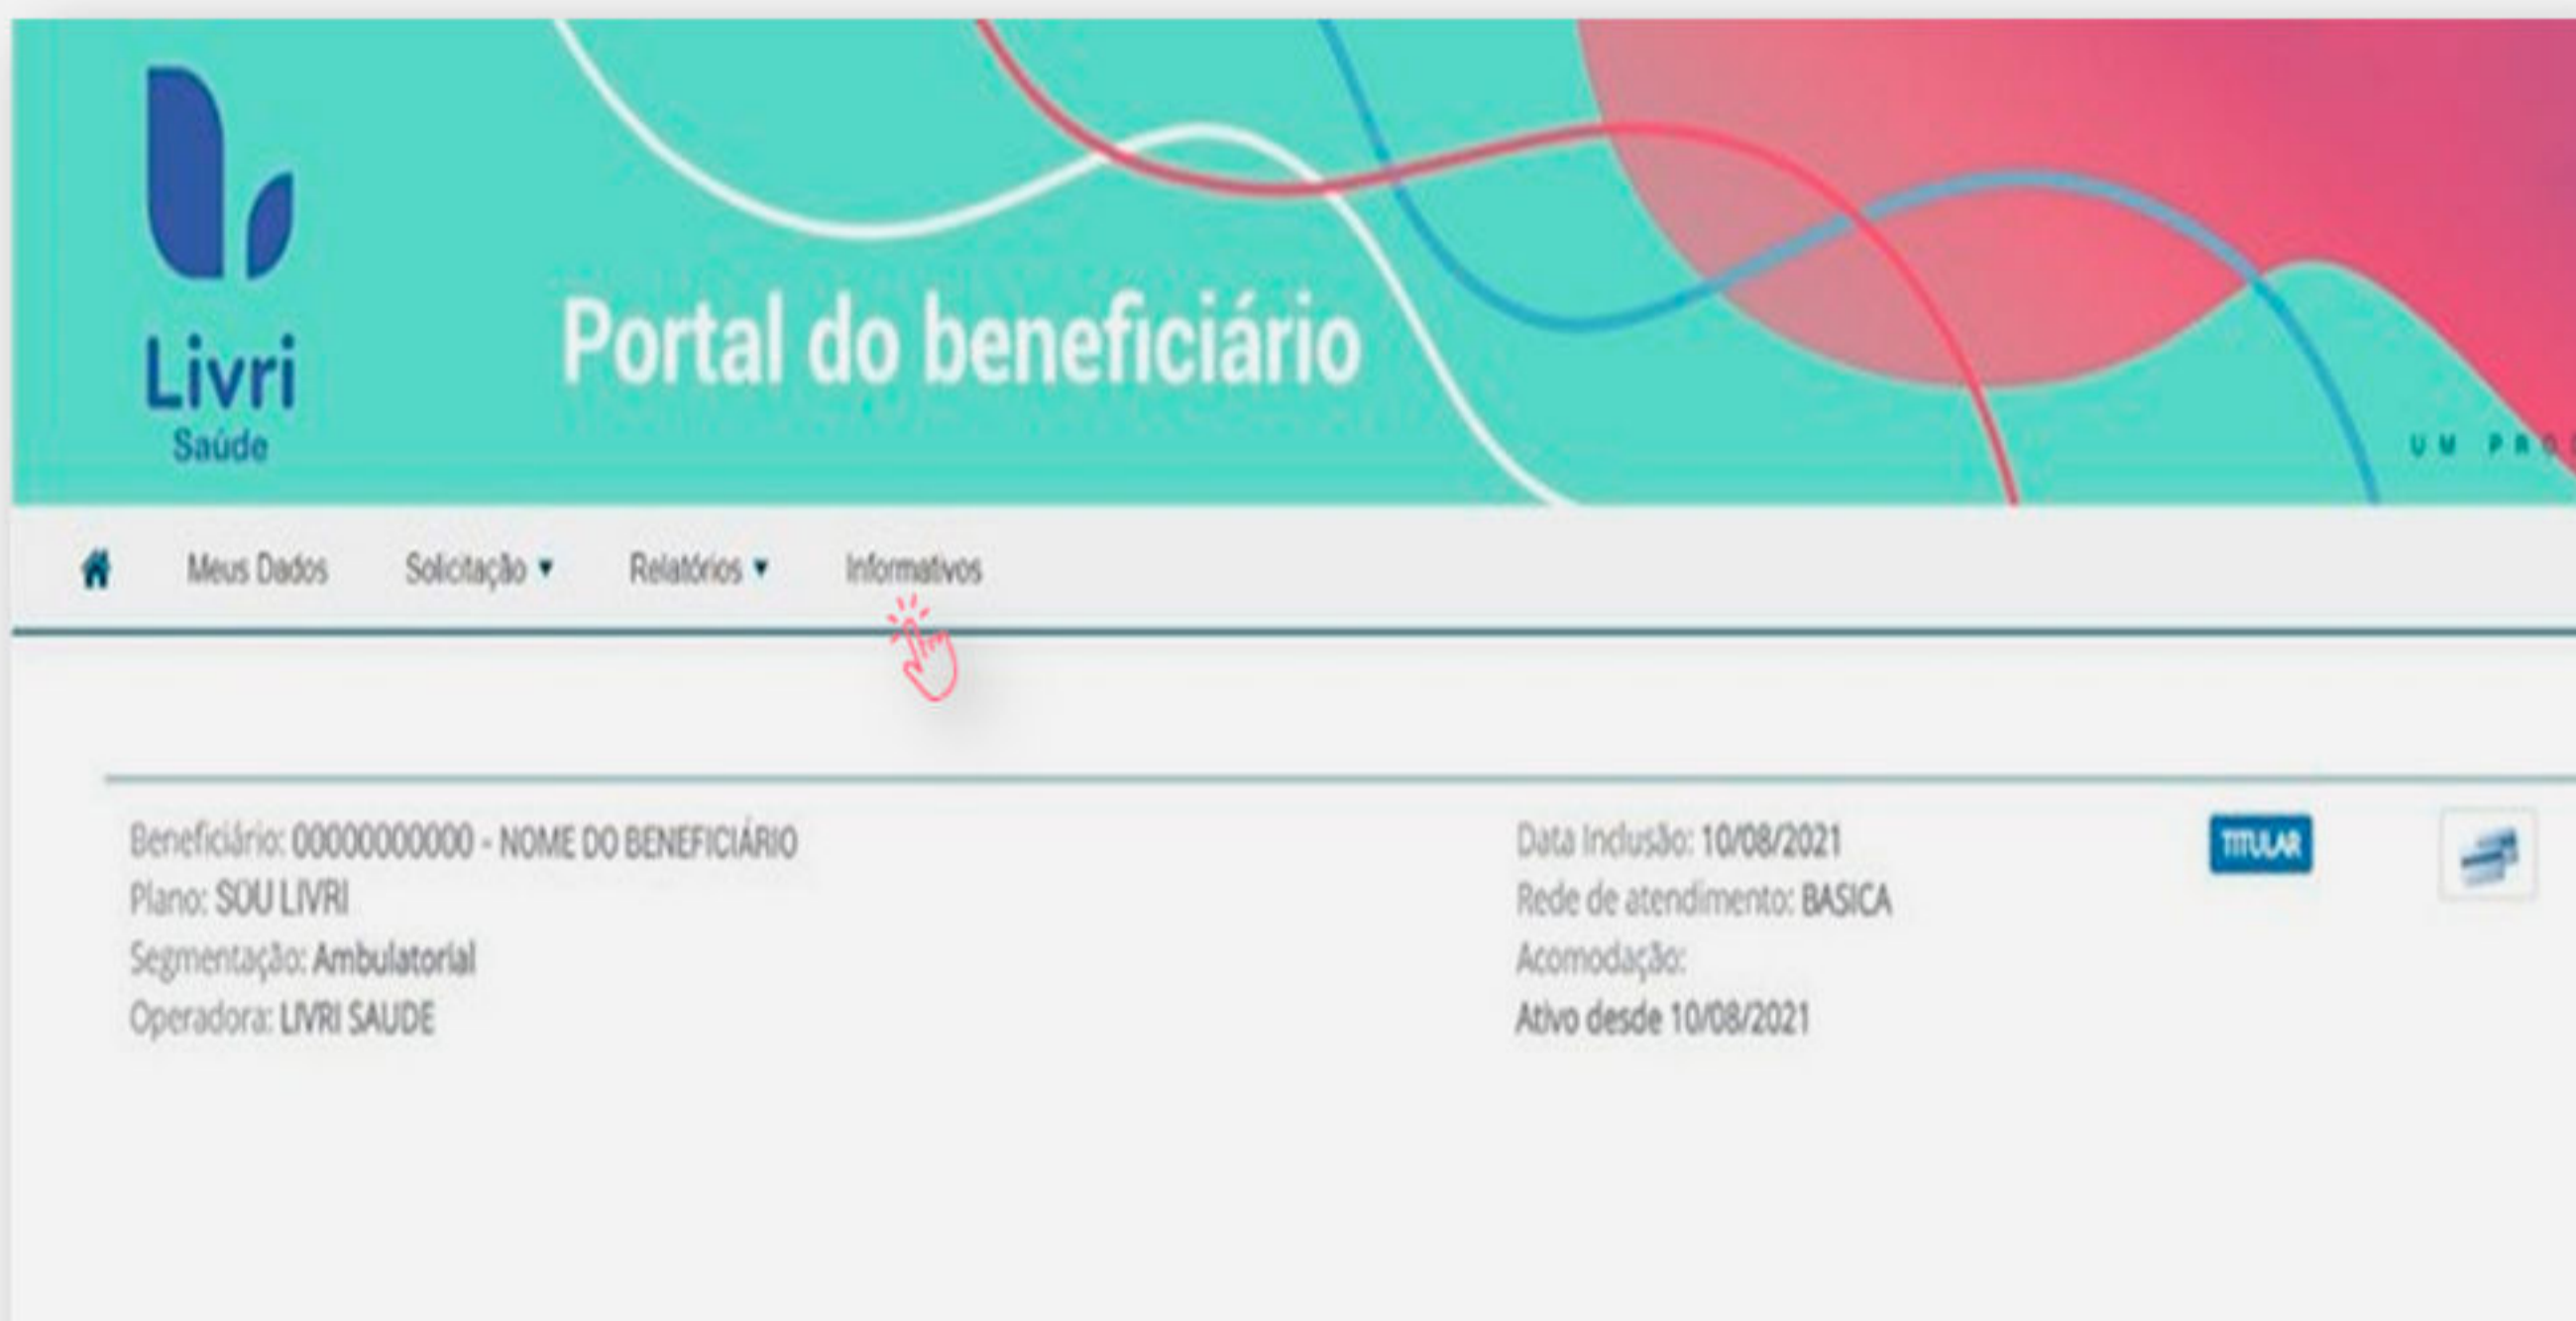 Livri
Saúde
Portal do beneficiário
UM
Meus Dados
Solicitação
Relatórios
Informativos
Beneficiário: 00000000000 - NOME DO BENEFICIÁRIO
Plano: SOU LIVRI
Segmentação: Ambulatorial
Operadora: LIVRI SAUDE
Data Inclusão: 10/08/2021
Rede de atendimento: BASICA
Acomodação:
Ativo desde 10/08/2021
TITULAR